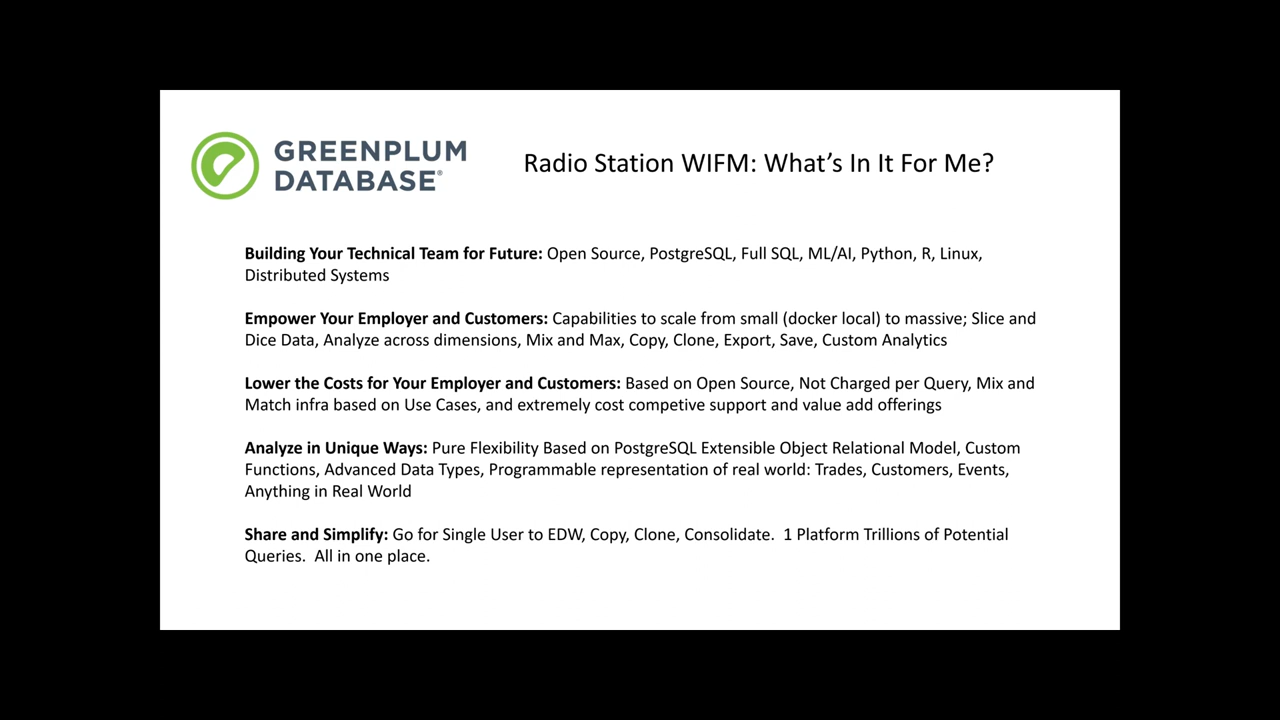 GREENPLUM
DATABASE®
Radio Station WIFM: What’s In It For Me?
Building Your Technical Team for Future: Open Source, PostgreSQL, Full SQL, ML/AI, Python, R, Linux,
Distributed Systems
Empower Your Employer and Customers: Capabilities to scale from small (docker local) to massive; Slice and
Dice Data, Analyze across dimensions, Mix and Max, Copy, Clone, Export, Save, Custom Analytics
Lower the Costs for Your Employer and Customers: Based on Open Source, Not Charged per Query, Mix and
Match infra based on Use Cases, and extremely cost competive support and value add offerings
Analyze in Unique Ways: Pure Flexibility Based on PostgreSQL Extensible Object Relational Model, Custom
Functions, Advanced Data Types, Programmable representation of real world: Trades, Customers, Events,
Anything in Real World
Share and Simplify: Go for Single User to EDW, Copy, Clone, Consolidate.  1 Platform Trillions of Potential
Queries.  All in one place.